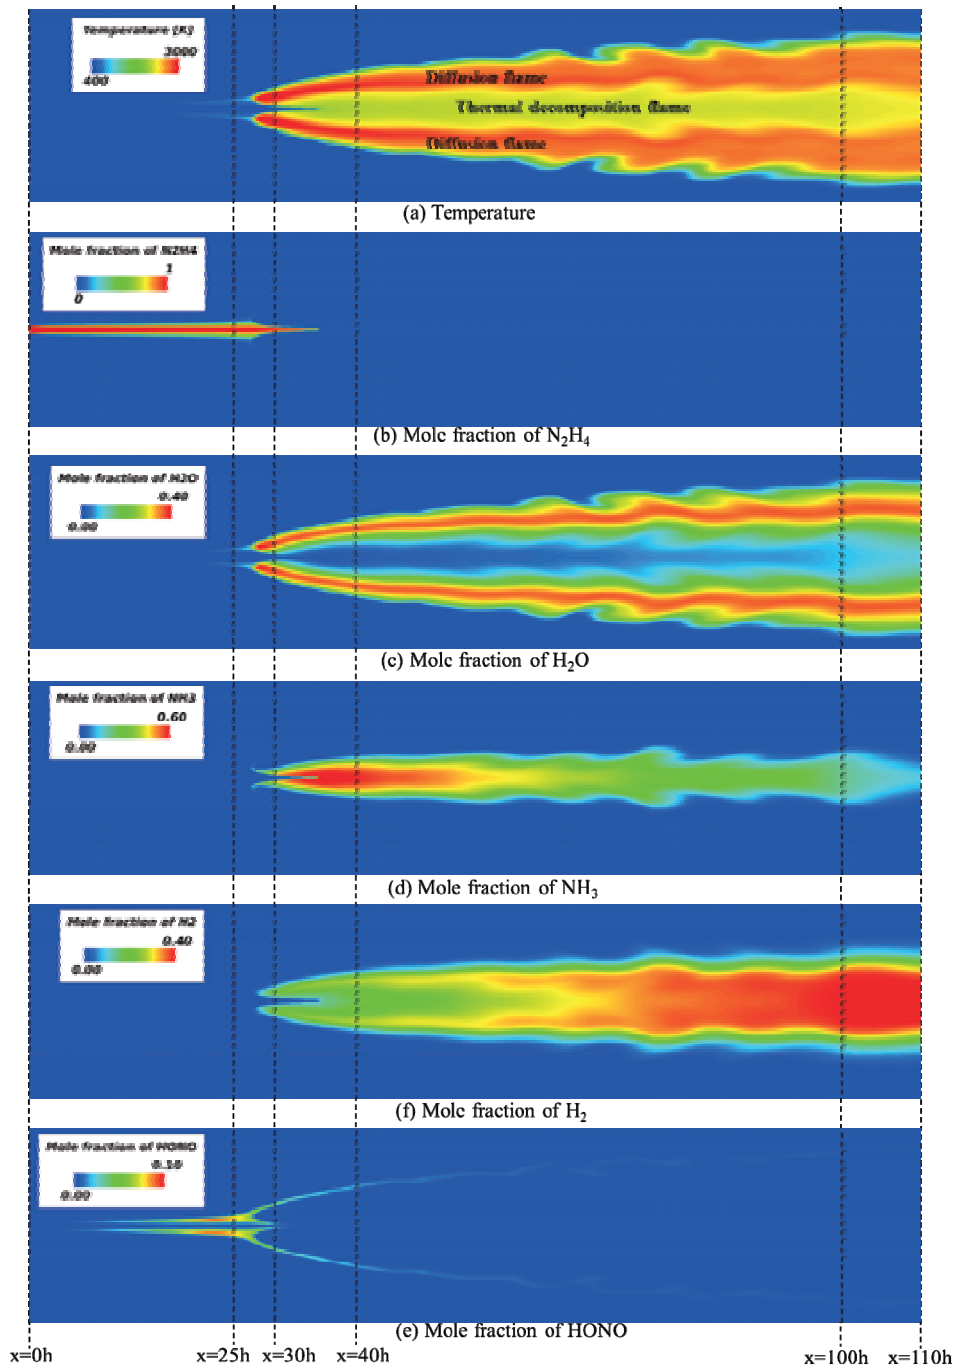 Temperature [K]
3000
400
Diffusion flame
Thermal decomposition flame
Diffusion flame
(a) Temperature
Mole fraction of N2H4
1
0
(b) Mole fraction of N₂H₄
Mole fraction of H2O
0.40
0.00
(c) Mole fraction of H₂O
Mole fraction of NH3
0.60
0.00
(d) Mole fraction of NH₃
Mole fraction of H2
0.40
0.00
(f) Mole fraction of H₂
Mole fraction of HONO
0.10
0.00
(e) Mole fraction of HONO
x=0h x=25h x=30h x=40h x=100h x=110h